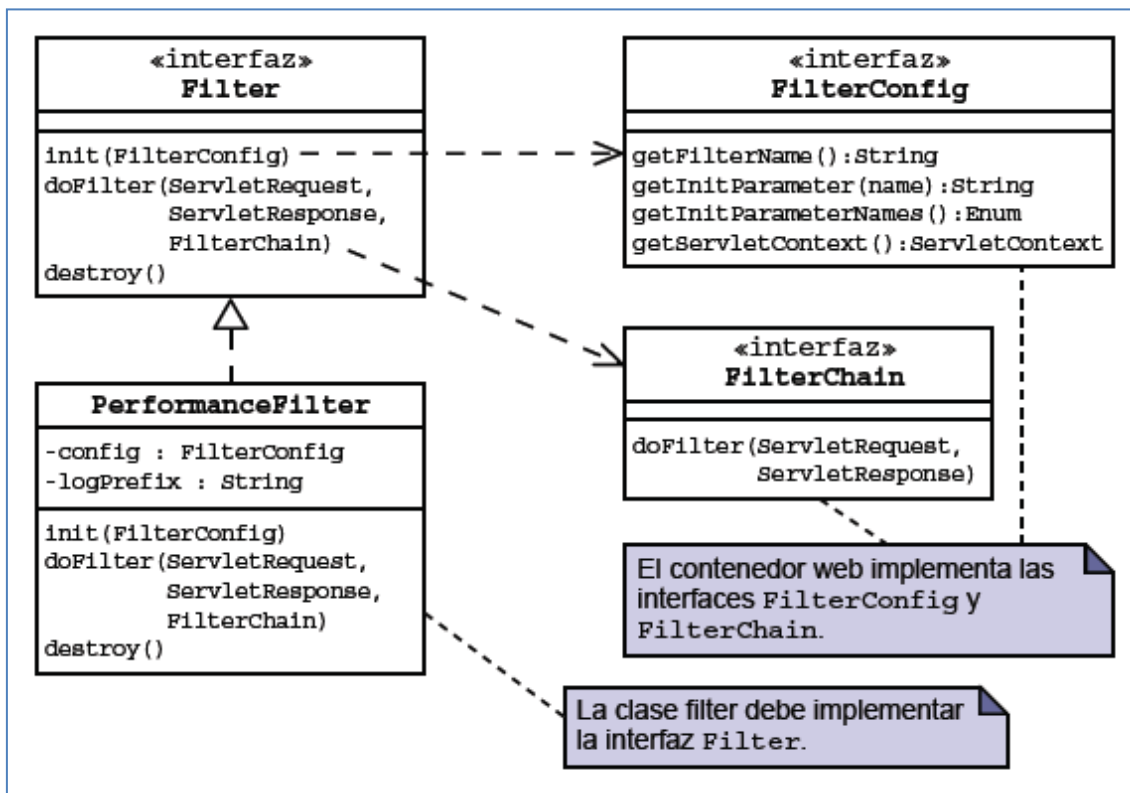 «interfaz»
Filter
init(FilterConfig)
doFilter(ServletRequest,
ServletResponse,
FilterChain)
destroy()
«interfaz»
FilterConfig
getFilterName():String
getInitParameter(name):String
getInitParameterNames():Enum
getServletContext():ServletContext
«interfaz»
FilterChain
doFilter(ServletRequest,
ServletResponse)
PerformanceFilter
-config : FilterConfig
-logPrefix : String
init(FilterConfig)
doFilter(ServletRequest,
ServletResponse,
FilterChain)
destroy()
El contenedor web implementa las
interfaces FilterConfig y
FilterChain.
La clase filter debe implementar
la interfaz Filter.